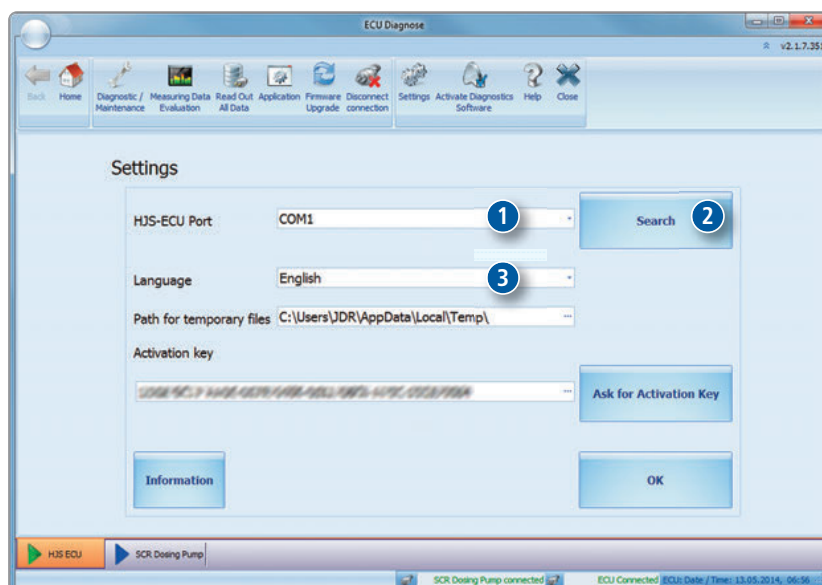 ECU Diagnose
v2.1.7.35
Back Home Diagnostic / Measuring Data Read Out Application Firmware Disconnect Settings Activate Diagnostics Help Close
Maintenance Evaluation All Data Upgrade connection Software
Settings
HJS-ECU Port COM1 1 Search 2
Language English 3
Path for temporary files C:\Users\JDR\AppData\Local\Temp\
Activation key
Ask for Activation Key
Information OK
HJS ECU SCR Dosing Pump
SCR Dosing Pump connected ECU Connected ECU: Date / Time: 13.05.2014, 06:56